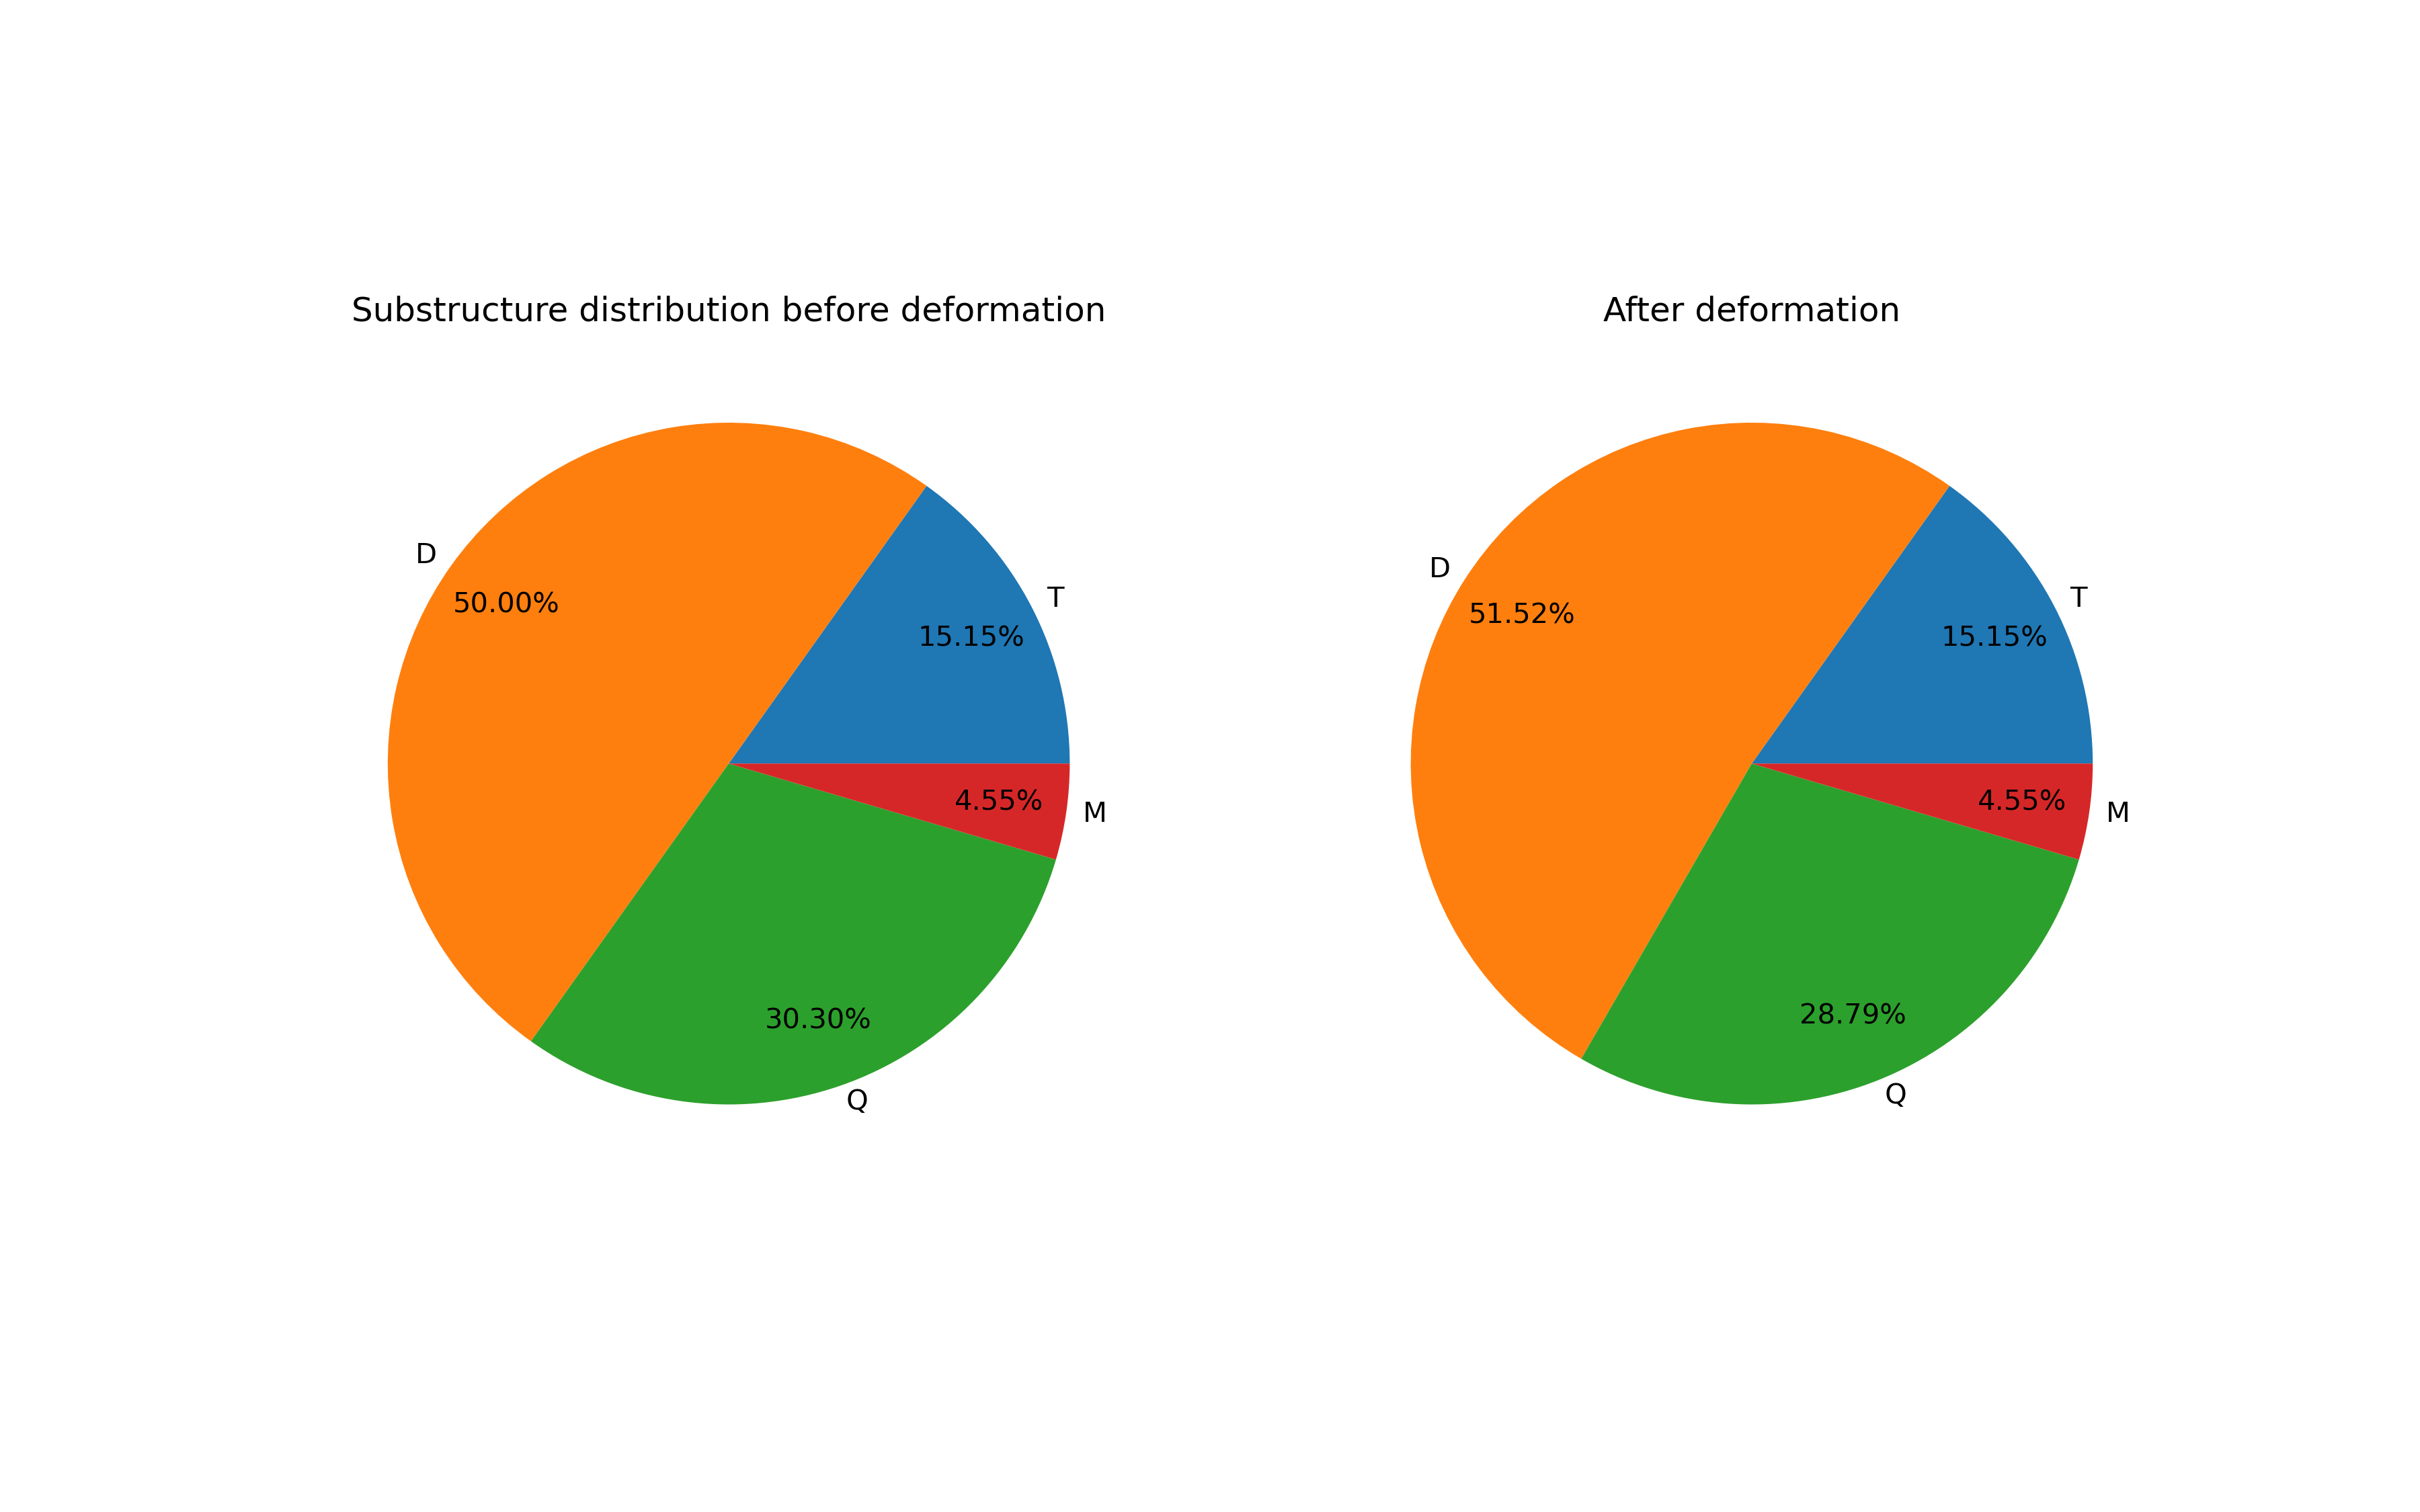 Substructure distribution before deformation
D
50.00%
T
15.15%
4.55%
M
30.30%
Q
After deformation
D
51.52%
T
15.15%
4.55%
M
28.79%
Q